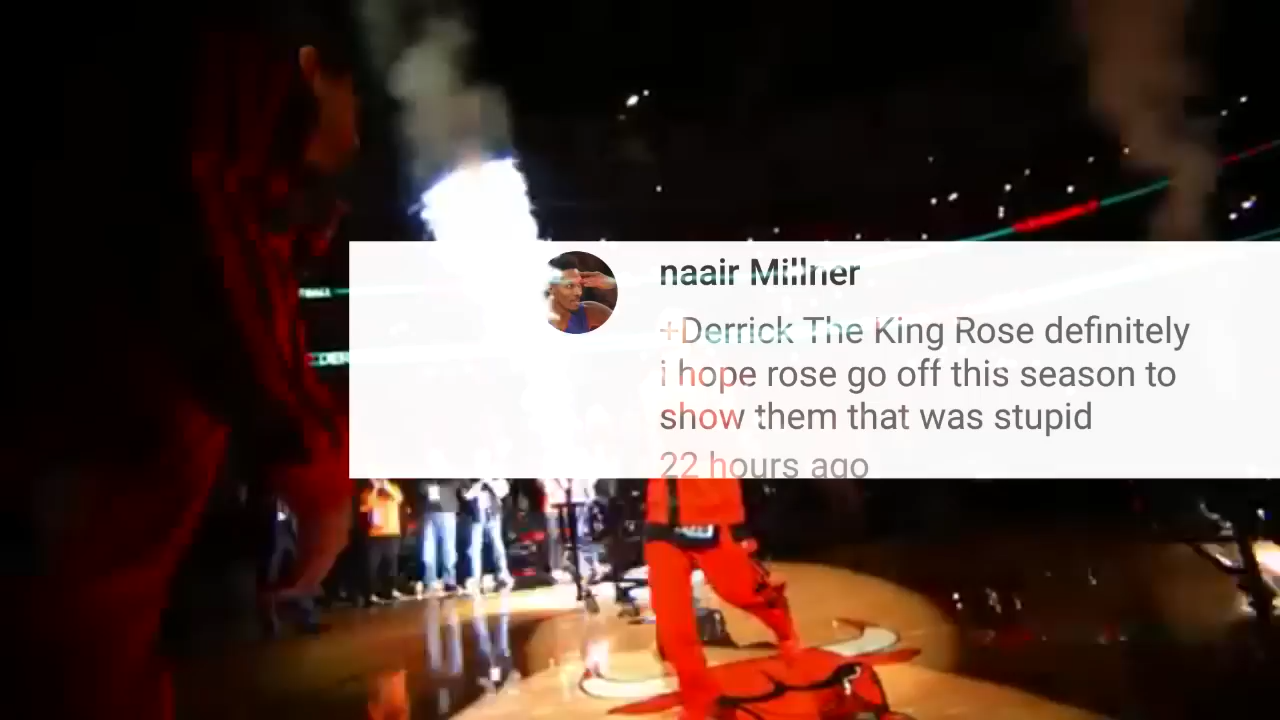 naair Millner
+Derrick The King Rose definitely
i hope rose go off this season to
show them that was stupid
22 hours ago